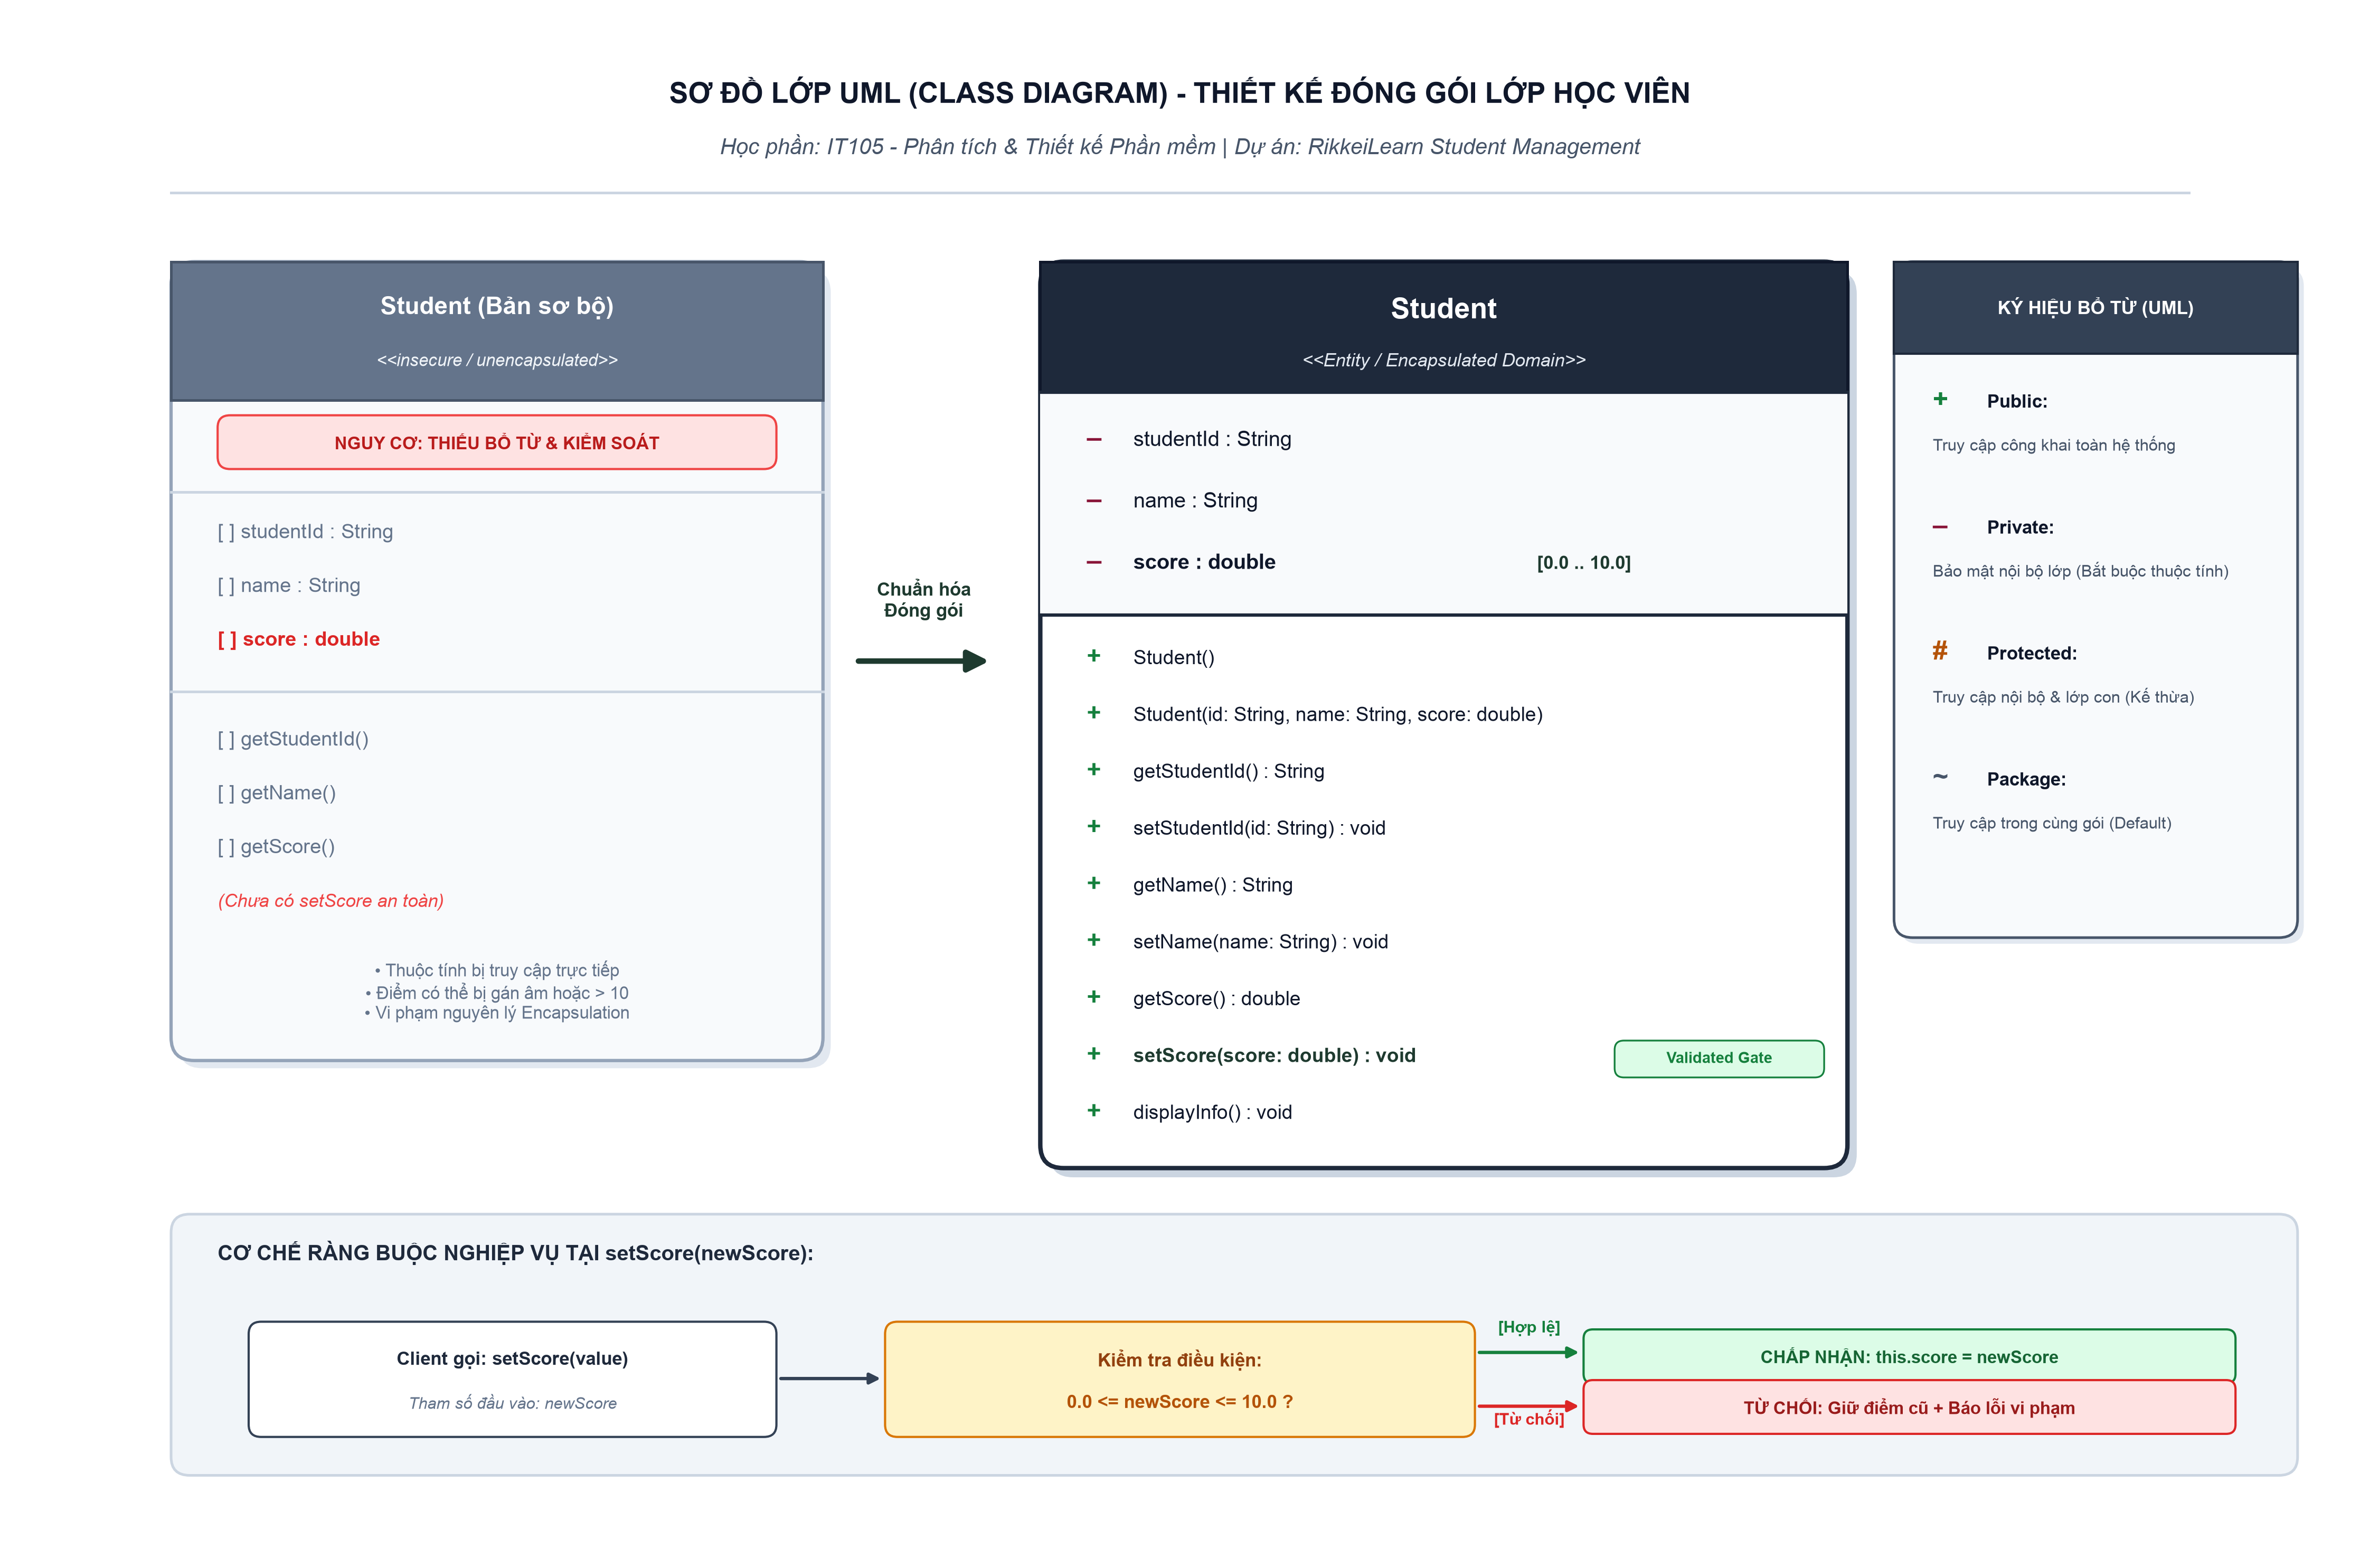 SƠ ĐỒ LỚP UML (CLASS DIAGRAM) - THIẾT KẾ ĐÓNG GÓI LỚP HỌC VIÊN
Học phần: IT105 - Phân tích & Thiết kế Phần mềm | Dự án: RikkeiLearn Student Management
Student (Bản sơ bộ)
<<insecure / unencapsulated>>
NGUY CƠ: THIẾU BỔ TỪ & KIỂM SOÁT
[ ] studentId : String
[ ] name : String
[ ] score : double
[ ] getStudentId()
[ ] getName()
[ ] getScore()
(Chưa có setScore an toàn)
• Thuộc tính bị truy cập trực tiếp
• Điểm có thể bị gán âm hoặc > 10
• Vi phạm nguyên lý Encapsulation
Chuẩn hóa
Đóng gói
Student
<<Entity / Encapsulated Domain>>
– studentId : String
– name : String
– score : double [0.0 .. 10.0]
+ Student()
+ Student(id: String, name: String, score: double)
+ getStudentId() : String
+ setStudentId(id: String) : void
+ getName() : String
+ setName(name: String) : void
+ getScore() : double
+ setScore(score: double) : void Validated Gate
+ displayInfo() : void
KÝ HIỆU BỔ TỪ (UML)
+ Public:
Truy cập công khai toàn hệ thống
– Private:
Bảo mật nội bộ lớp (Bắt buộc thuộc tính)
# Protected:
Truy cập nội bộ & lớp con (Kế thừa)
~ Package:
Truy cập trong cùng gói (Default)
CƠ CHẾ RÀNG BUỘC NGHIỆP VỤ TẠI setScore(newScore):
Client gọi: setScore(value)
Tham số đầu vào: newScore
Kiểm tra điều kiện:
0.0 <= newScore <= 10.0 ?
[Hợp lệ]
[Từ chối]
CHẤP NHẬN: this.score = newScore
TỪ CHỐI: Giữ điểm cũ + Báo lỗi vi phạm